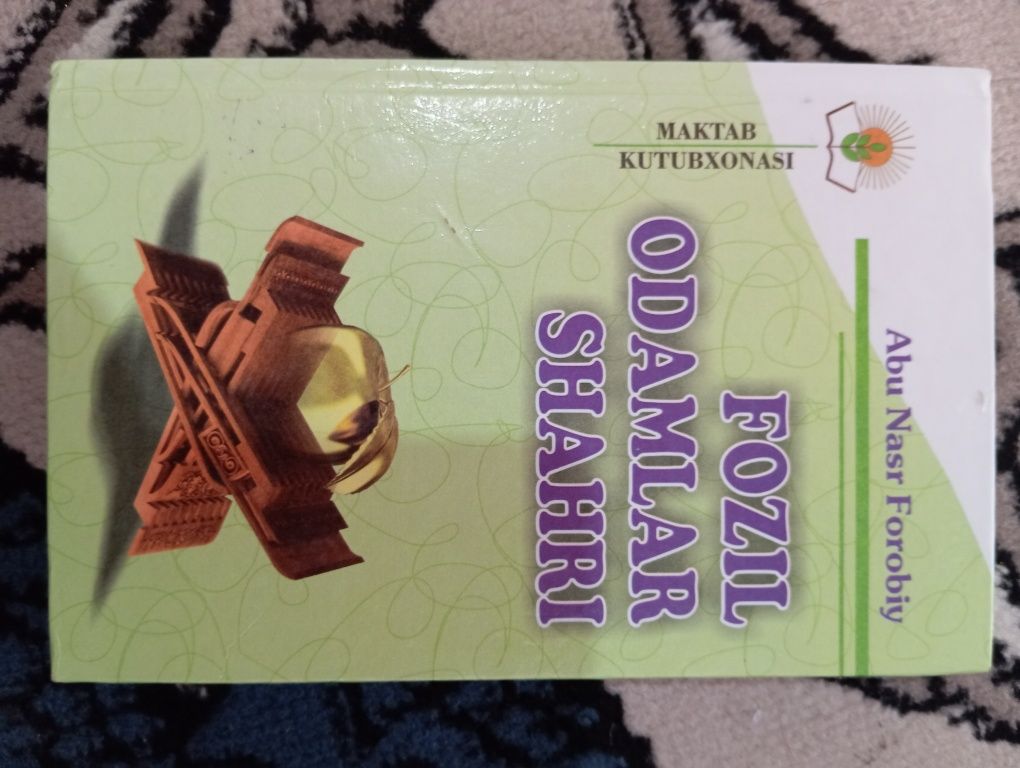 MAKTAB
KUTUBXONASI
Abu Nasr Forobiy
FOZIL
ODAMLAR
SHAHRI